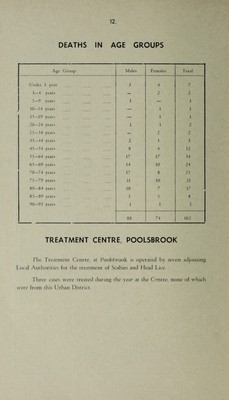 12.
DEATHS IN AGE GROUPS
Age Group Males Females Total
Under 1 year 3 4 7
1—4 years — 2 2
5—9 years 1 — 1
10—14 years — 1 1
15—19 years — 1 1
20—24 years 1 1 2
25—34 years — 2 2
35—44 years 2 1 3
45—54 years 8 4 12
55—64 years 17 17 34
65—69 years 14 10 24
70—74 years 17 8 25
75—79 years 11 10 21
80—84 years 10 7 17
85—89 years 3 5 8
90—95 years 1 1
88 74 162
TREATMENT CENTRE, POOLSBROOK
The Treatment Centre, at Poolsbrook is operated by seven adjoining
Local Authorities for the treatment of Scabies and Head Lice.
Three cases were treated during the year at the Centre, none of which
were from this Urban District.